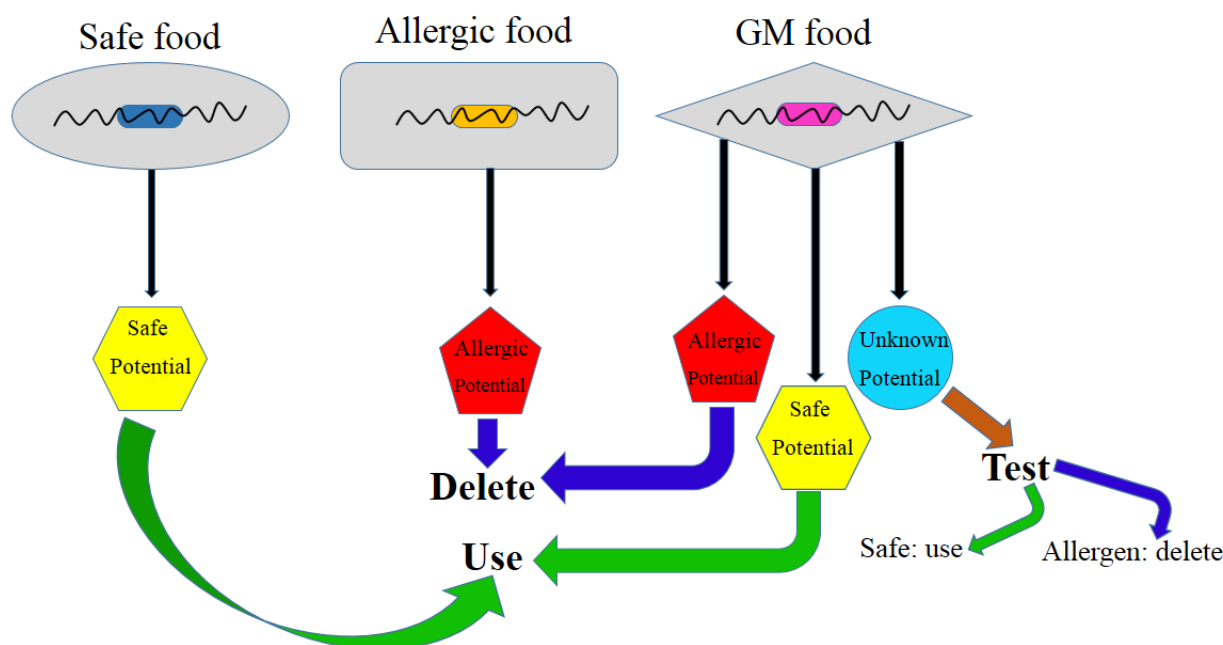 Safe food
Allergic food
GM food
Safe
Potential
Allergic
Potential
Allergic
Potential
Safe
Potential
Unknown
Potential
Delete
Use
Test
Safe: use
Allergen: delete